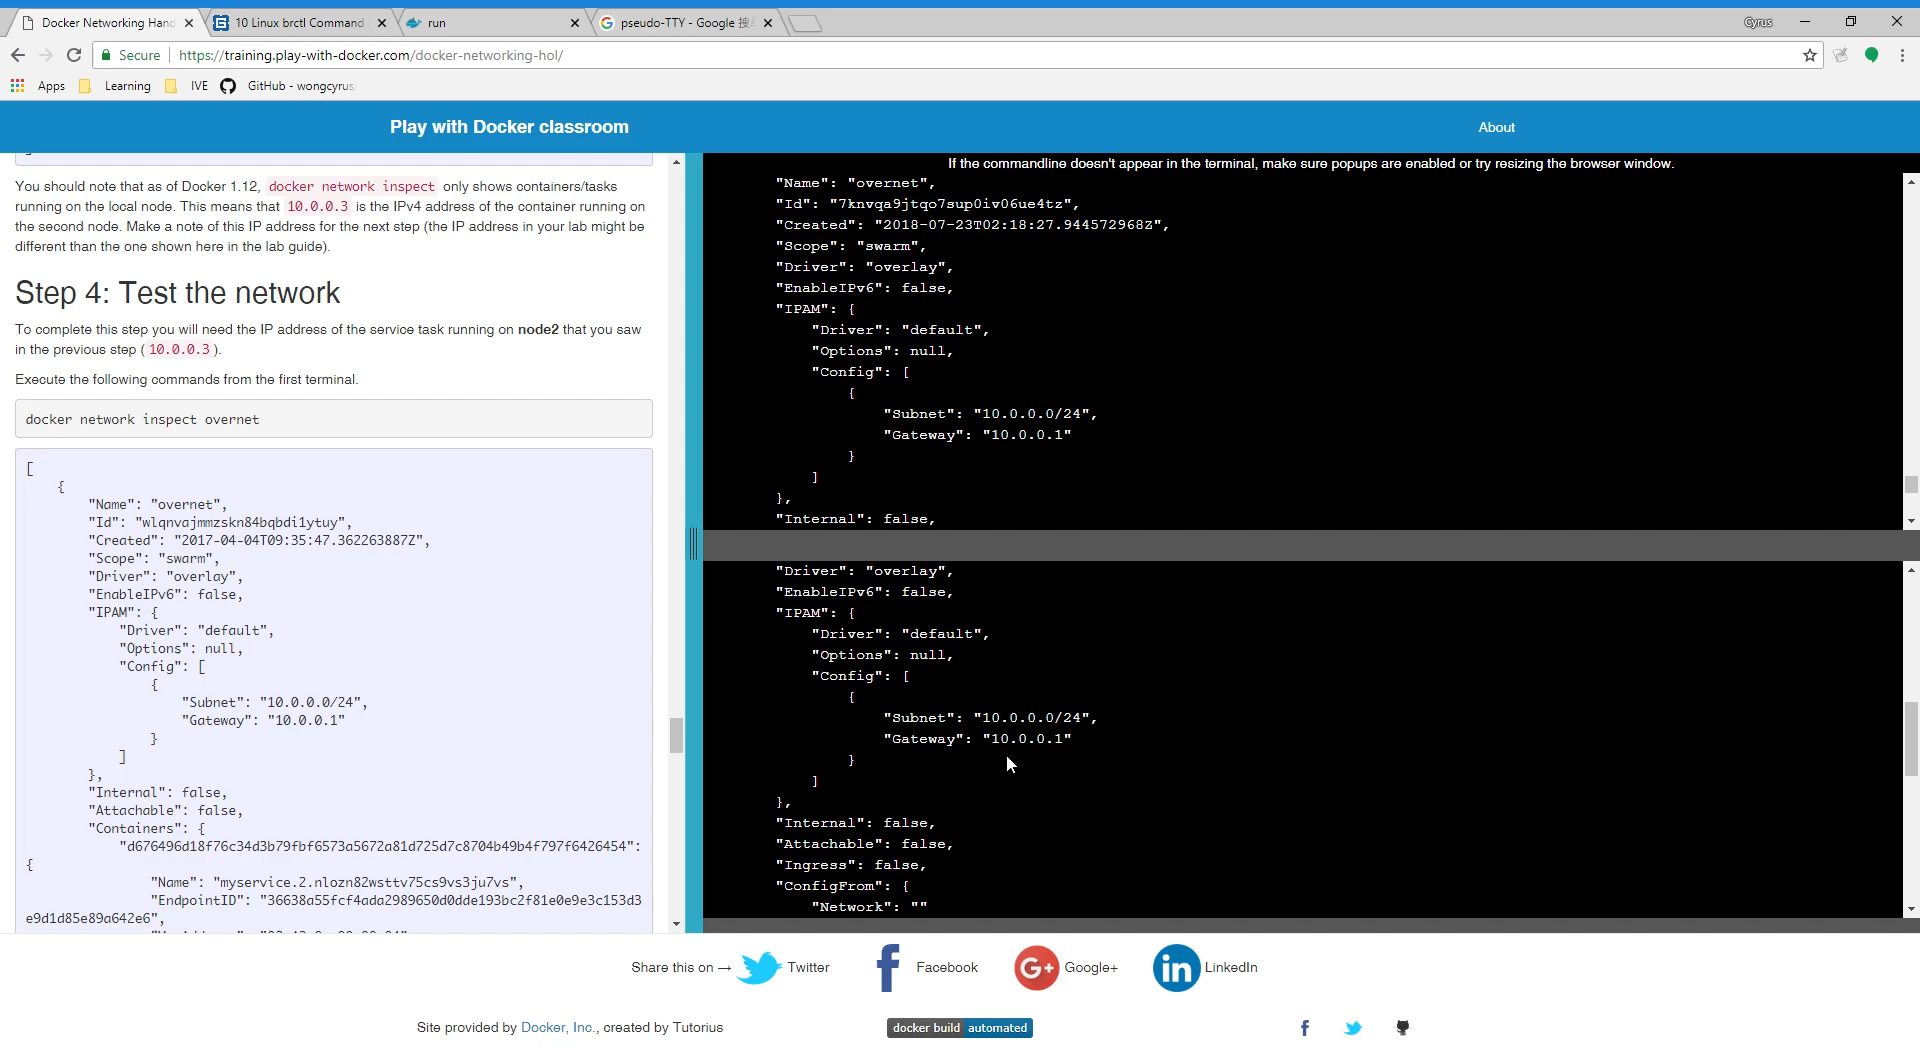 Docker Networking Hand
10 Linux brctl Command
run
pseudo-TTY - Google 搜
Cyrus
Secure
https://training.play-with-docker.com/docker-networking-hol/
Apps
Learning
IVE
GitHub - wongcyrus
Play with Docker classroom
About
You should note that as of Docker 1.12, docker network inspect only shows containers/tasks
running on the local node. This means that 10.0.0.3 is the IPv4 address of the container running on
the second node. Make a note of this IP address for the next step (the IP address in your lab might be
different than the one shown here in the lab guide).
Step 4: Test the network
To complete this step you will need the IP address of the service task running on node2 that you saw
in the previous step ( 10.0.0.3 ).
Execute the following commands from the first terminal.
docker network inspect overnet
[
{
"Name": "overnet",
"Id": "wlqnvajmmzskn84bqbdi1ytuy",
"Created": "2017-04-04T09:35:47.362263887Z",
"Scope": "swarm",
"Driver": "overlay",
"EnableIPv6": false,
"IPAM": {
"Driver": "default",
"Options": null,
"Config": [
{
"Subnet": "10.0.0.0/24",
"Gateway": "10.0.0.1"
}
]
},
"Internal": false,
"Attachable": false,
"Containers": {
"d676496d18f76c34d3b79fbf6573a5672a81d725d7c8704b49b4f797f6426454":
{
"Name": "myservice.2.nlozn82wsttv75cs9vs3ju7vs",
"EndpointID": "36638a55fcf4ada2989650d0dde193bc2f81e0e9e3c153d3
e9d1d85e89a642e6",
If the commandline doesn't appear in the terminal, make sure popups are enabled or try resizing the browser window.
"Name": "overnet",
"Id": "7knvqa9jtqo7sup0iv06ue4tz",
"Created": "2018-07-23T02:18:27.944572968Z",
"Scope": "swarm",
"Driver": "overlay",
"EnableIPv6": false,
"IPAM": {
"Driver": "default",
"Options": null,
"Config": [
{
"Subnet": "10.0.0.0/24",
"Gateway": "10.0.0.1"
}
]
},
"Internal": false,
"Driver": "overlay",
"EnableIPv6": false,
"IPAM": {
"Driver": "default",
"Options": null,
"Config": [
{
"Subnet": "10.0.0.0/24",
"Gateway": "10.0.0.1"
}
]
},
"Internal": false,
"Attachable": false,
"Ingress": false,
"ConfigFrom": {
"Network": ""
Share this on → Twitter Facebook Google+ LinkedIn
Site provided by Docker, Inc., created by Tutorius
docker build automated